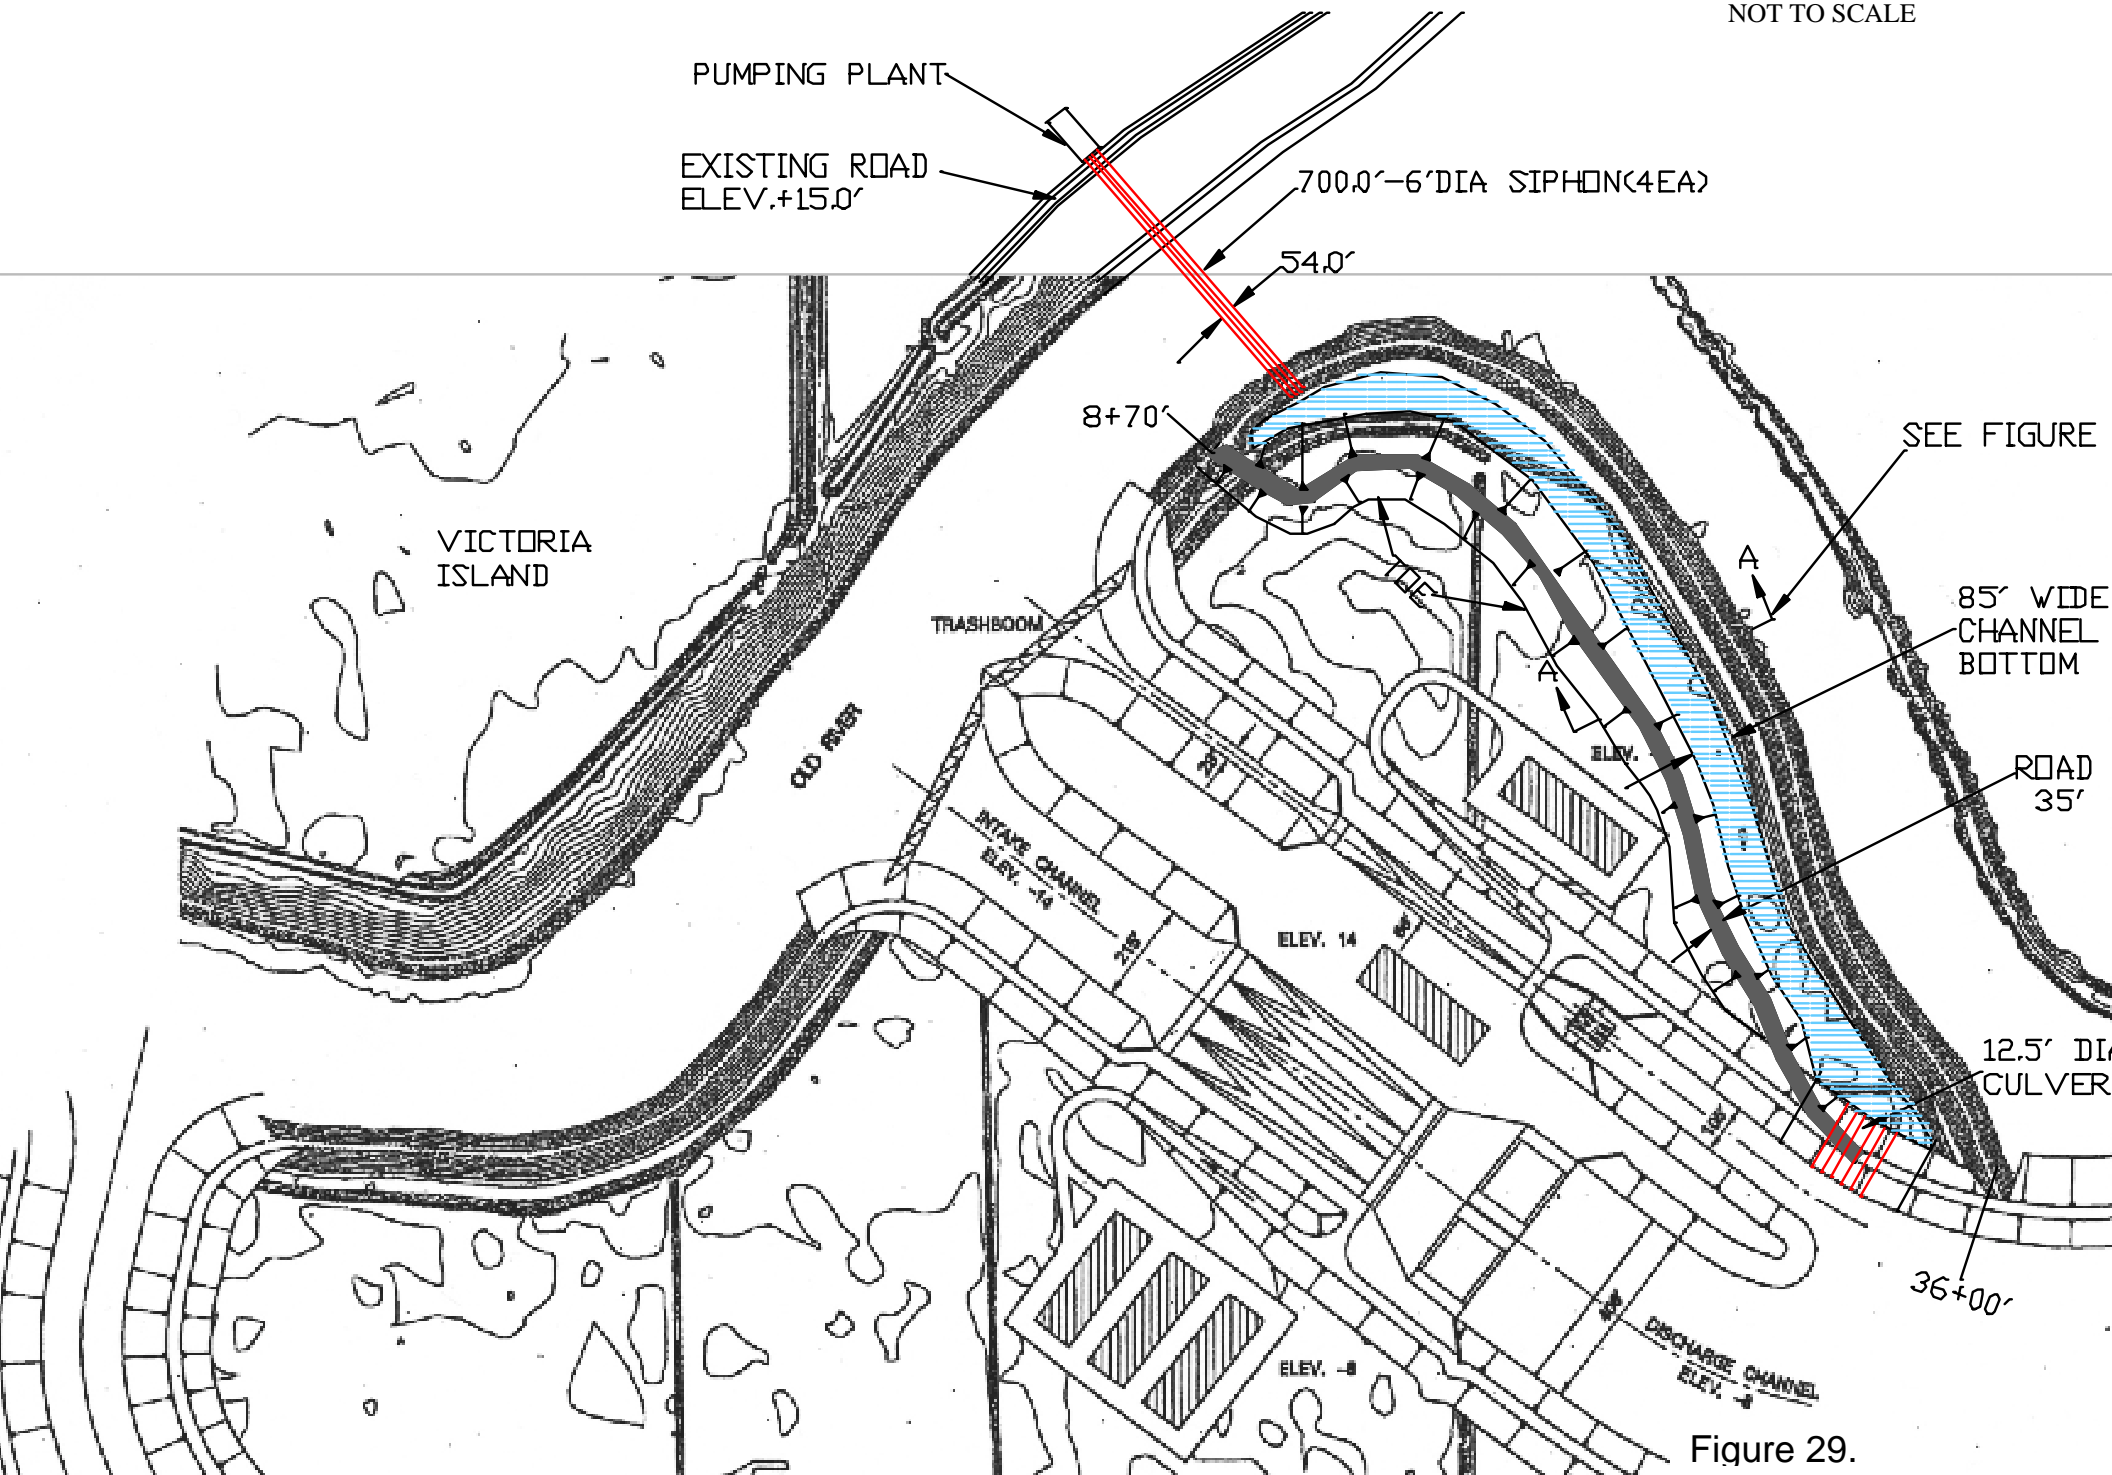 NOT TO SCALE
PUMPING PLANT
EXISTING ROAD
ELEV.+15.0'
700.0'-6'DIA SIPHON(4EA)
54.0'
8+70'
SEE FIGURE
VICTORIA
ISLAND
A
85' WIDE
CHANNEL
BOTTOM
TOE
TRASHBOOM
A
OLD RIVER
ELEV.
ROAD
35'
INTAKE CHANNEL
ELEV. -14
ELEV. 14
12.5' DIA
CULVER
36+00'
DISCHARGE CHANNEL
ELEV.
ELEV. -8
Figure 29.